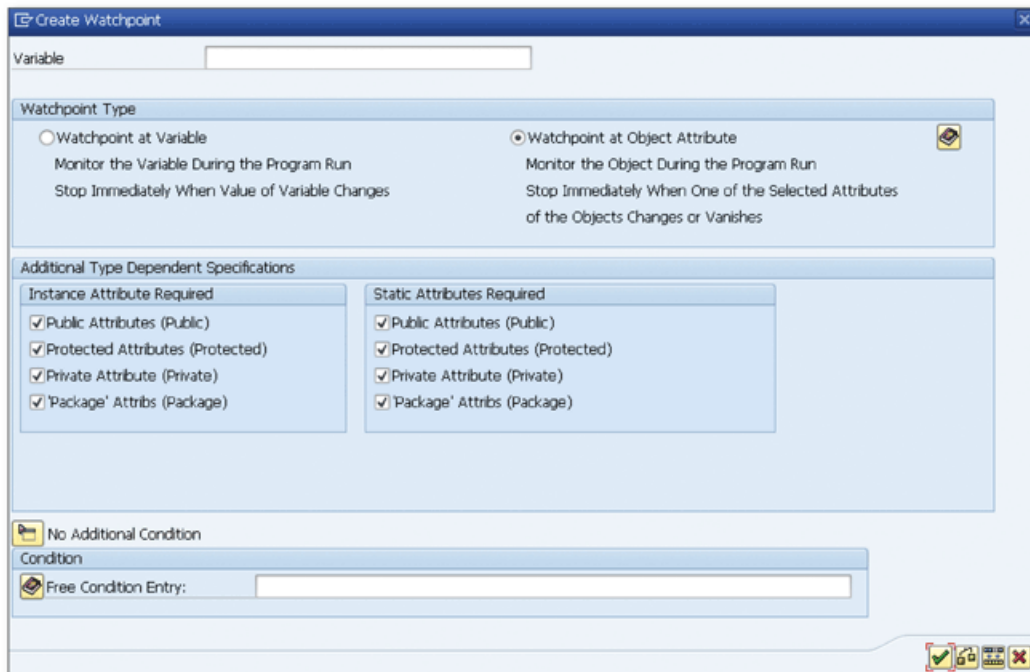 Create Watchpoint
Variable
Watchpoint Type
Watchpoint at Variable
Monitor the Variable During the Program Run
Stop Immediately When Value of Variable Changes
Watchpoint at Object Attribute
Monitor the Object During the Program Run
Stop Immediately When One of the Selected Attributes
of the Objects Changes or Vanishes
Additional Type Dependent Specifications
Instance Attribute Required
Public Attributes (Public)
Protected Attributes (Protected)
Private Attribute (Private)
'Package' Attribs (Package)
Static Attributes Required
Public Attributes (Public)
Protected Attributes (Protected)
Private Attribute (Private)
'Package' Attribs (Package)
No Additional Condition
Condition
Free Condition Entry: